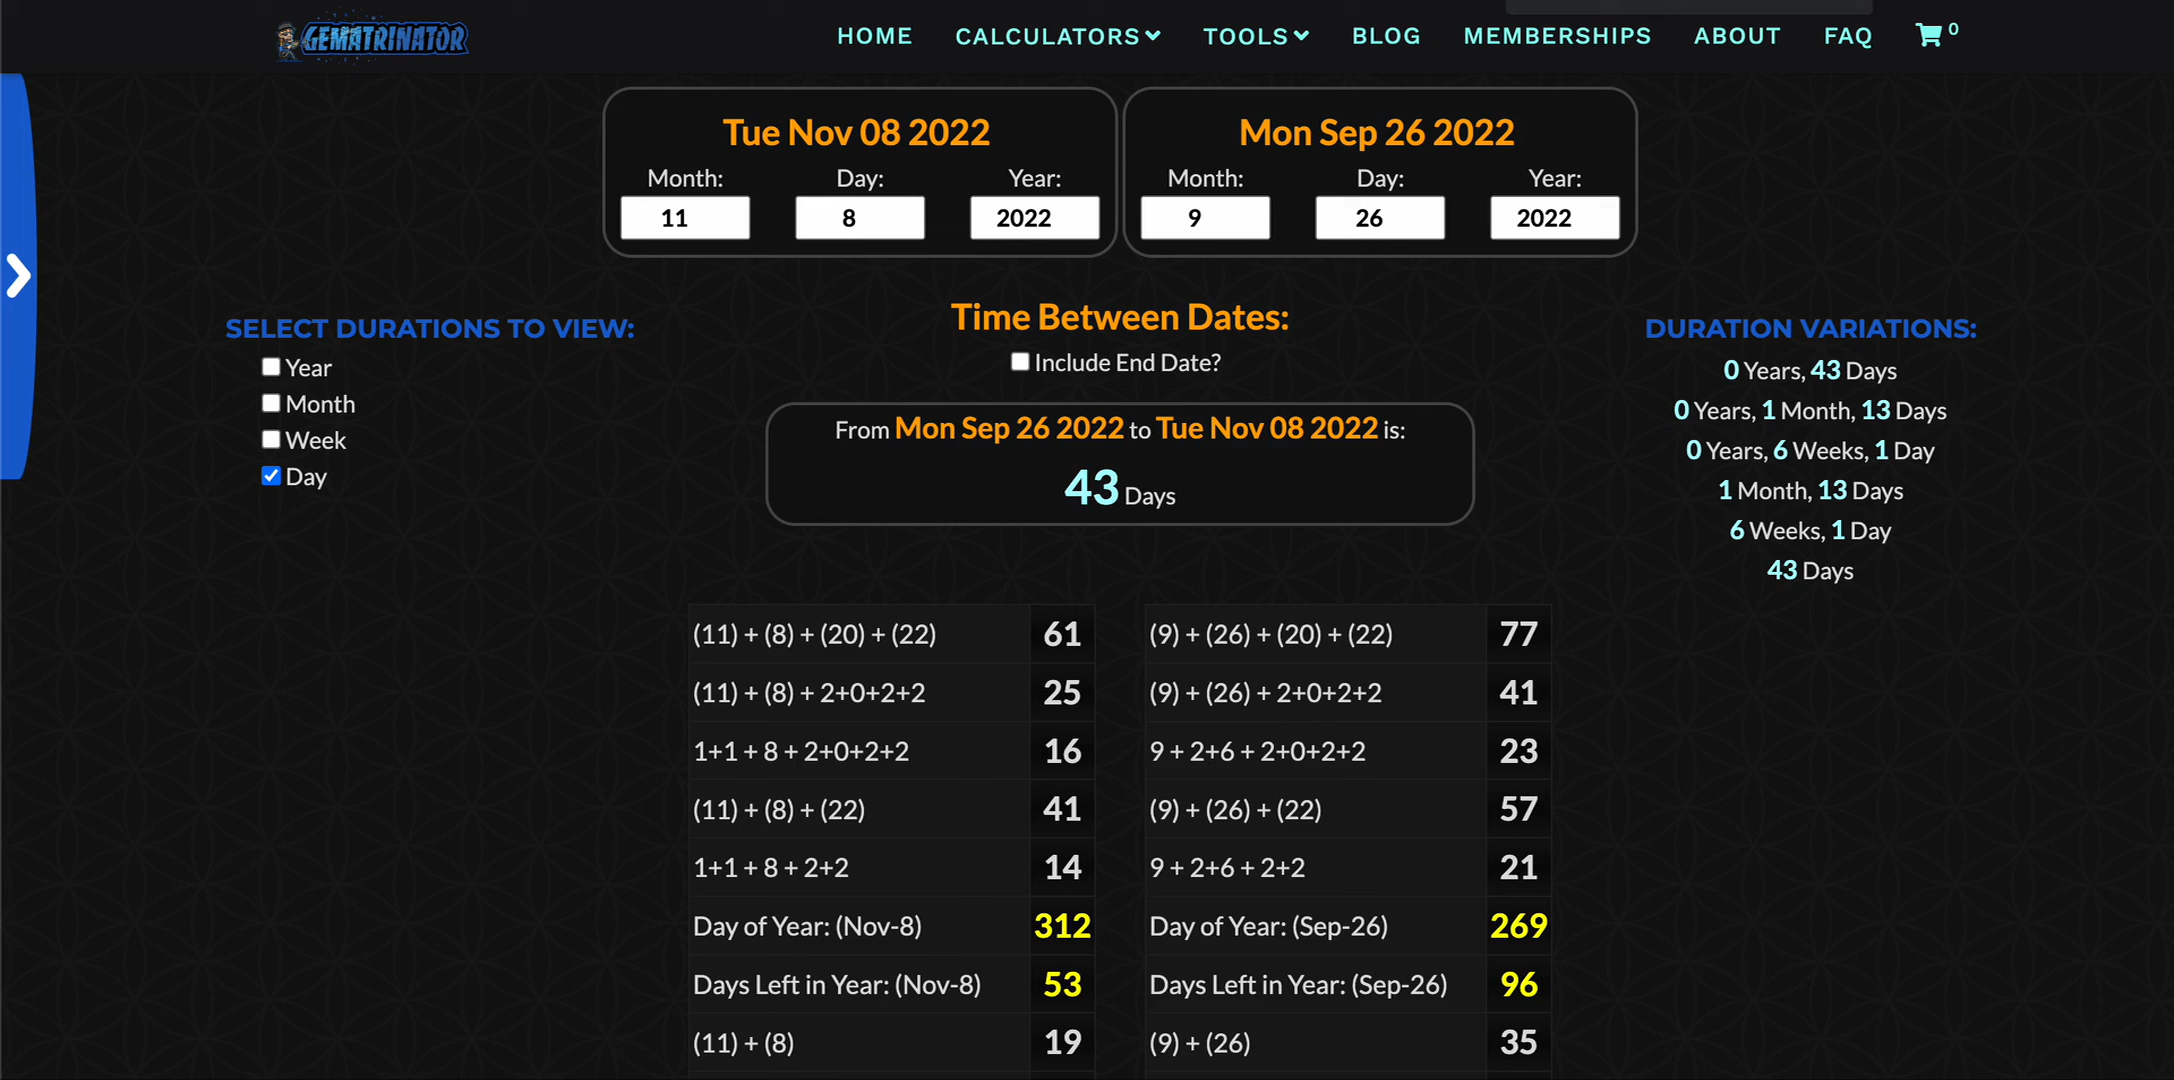 GEMATRINATOR
HOME CALCULATORS TOOLS BLOG MEMBERSHIPS ABOUT FAQ 0
Tue Nov 08 2022
Month: Day: Year:
11 8 2022
Mon Sep 26 2022
Month: Day: Year:
9 26 2022
SELECT DURATIONS TO VIEW:
Year
Month
Week
Day
Time Between Dates:
Include End Date?
From Mon Sep 26 2022 to Tue Nov 08 2022 is:
43 Days
DURATION VARIATIONS:
0 Years, 43 Days
0 Years, 1 Month, 13 Days
0 Years, 6 Weeks, 1 Day
1 Month, 13 Days
6 Weeks, 1 Day
43 Days
(11) + (8) + (20) + (22) 61
(11) + (8) + 2+0+2+2 25
1+1 + 8 + 2+0+2+2 16
(11) + (8) + (22) 41
1+1 + 8 + 2+2 14
Day of Year: (Nov-8) 312
Days Left in Year: (Nov-8) 53
(11) + (8) 19
(9) + (26) + (20) + (22) 77
(9) + (26) + 2+0+2+2 41
9 + 2+6 + 2+0+2+2 23
(9) + (26) + (22) 57
9 + 2+6 + 2+2 21
Day of Year: (Sep-26) 269
Days Left in Year: (Sep-26) 96
(9) + (26) 35